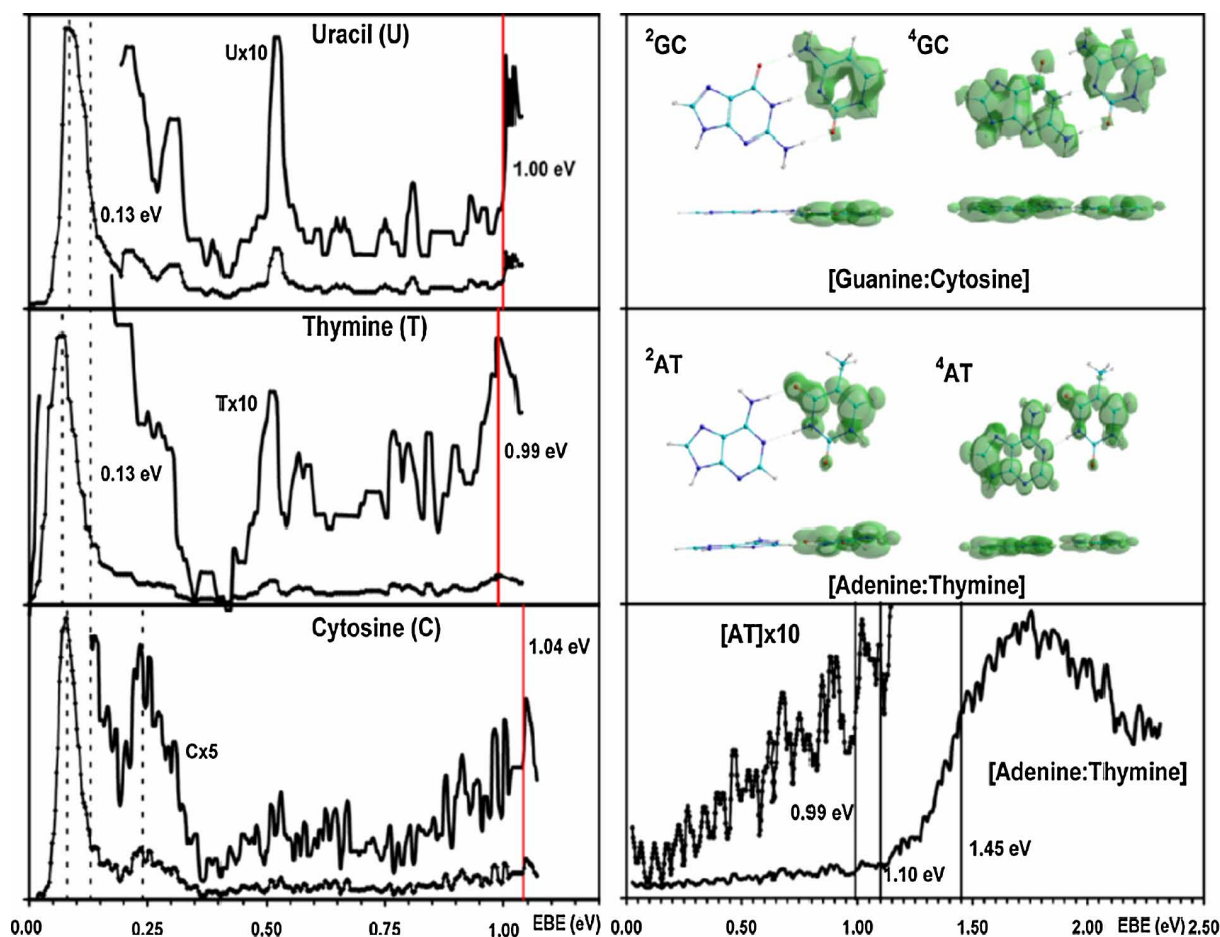 Uracil (U)
Ux10
0.13 eV
1.00 eV
Thymine (T)
Tx10
0.13 eV
0.99 eV
Cytosine (C)
1.04 eV
Cx5
0.00 0.25 0.50 0.75 1.00 EBE (eV)
2GC 4GC
[Guanine:Cytosine]
2AT 4AT
[Adenine:Thymine]
[AT]x10
[Adenine:Thymine]
0.99 eV
1.45 eV
1.10 eV
0.00 0.50 1.00 1.50 2.00 EBE (eV) 2.50